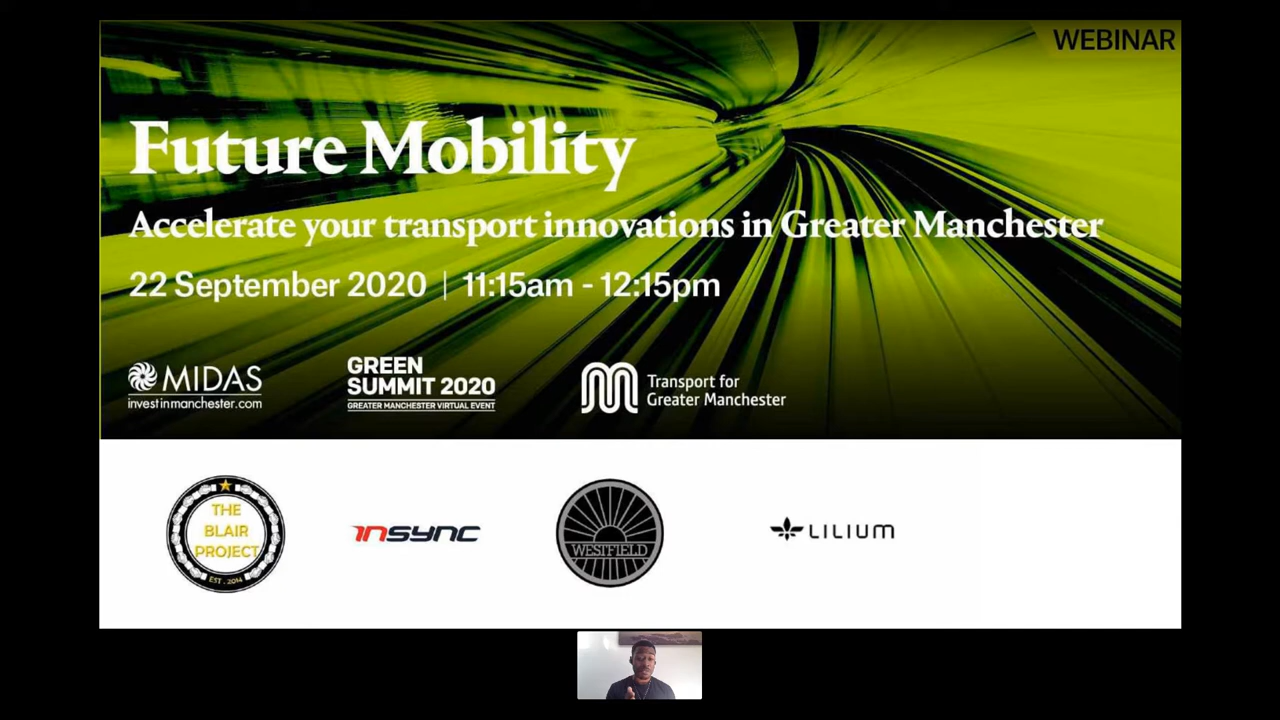 WEBINAR
Future Mobility
Accelerate your transport innovations in Greater Manchester
22 September 2020 | 11:15am - 12:15pm
MIDAS
investinmanchester.com
GREEN
SUMMIT 2020
GREATER MANCHESTER VIRTUAL EVENT
Transport for
Greater Manchester
THE
BLAIR
PROJECT
EST. 2014
INSYNC
WESTFIELD
LILIUM